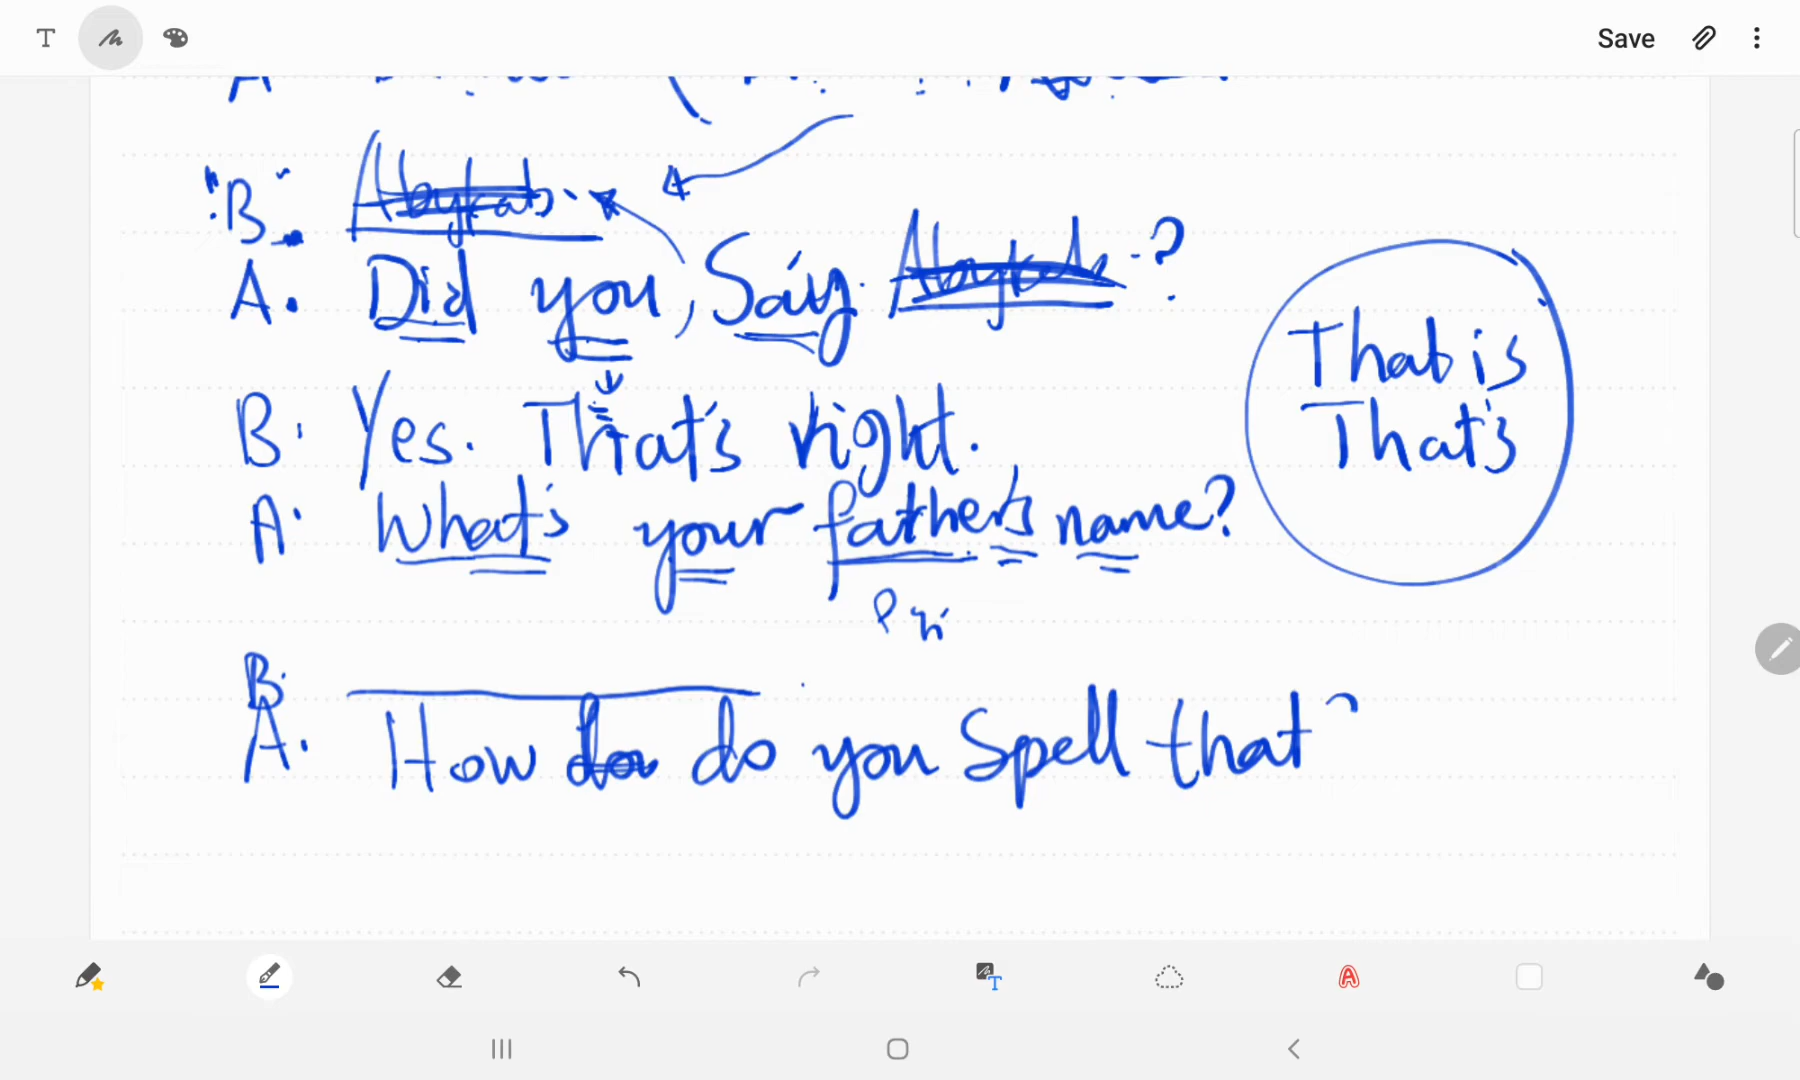 T
Save
B.
A. Did you, Say ?
B: Yes. That's right.
A: What's your father's name?
B:
A. How do you Spell that?
That is
That's